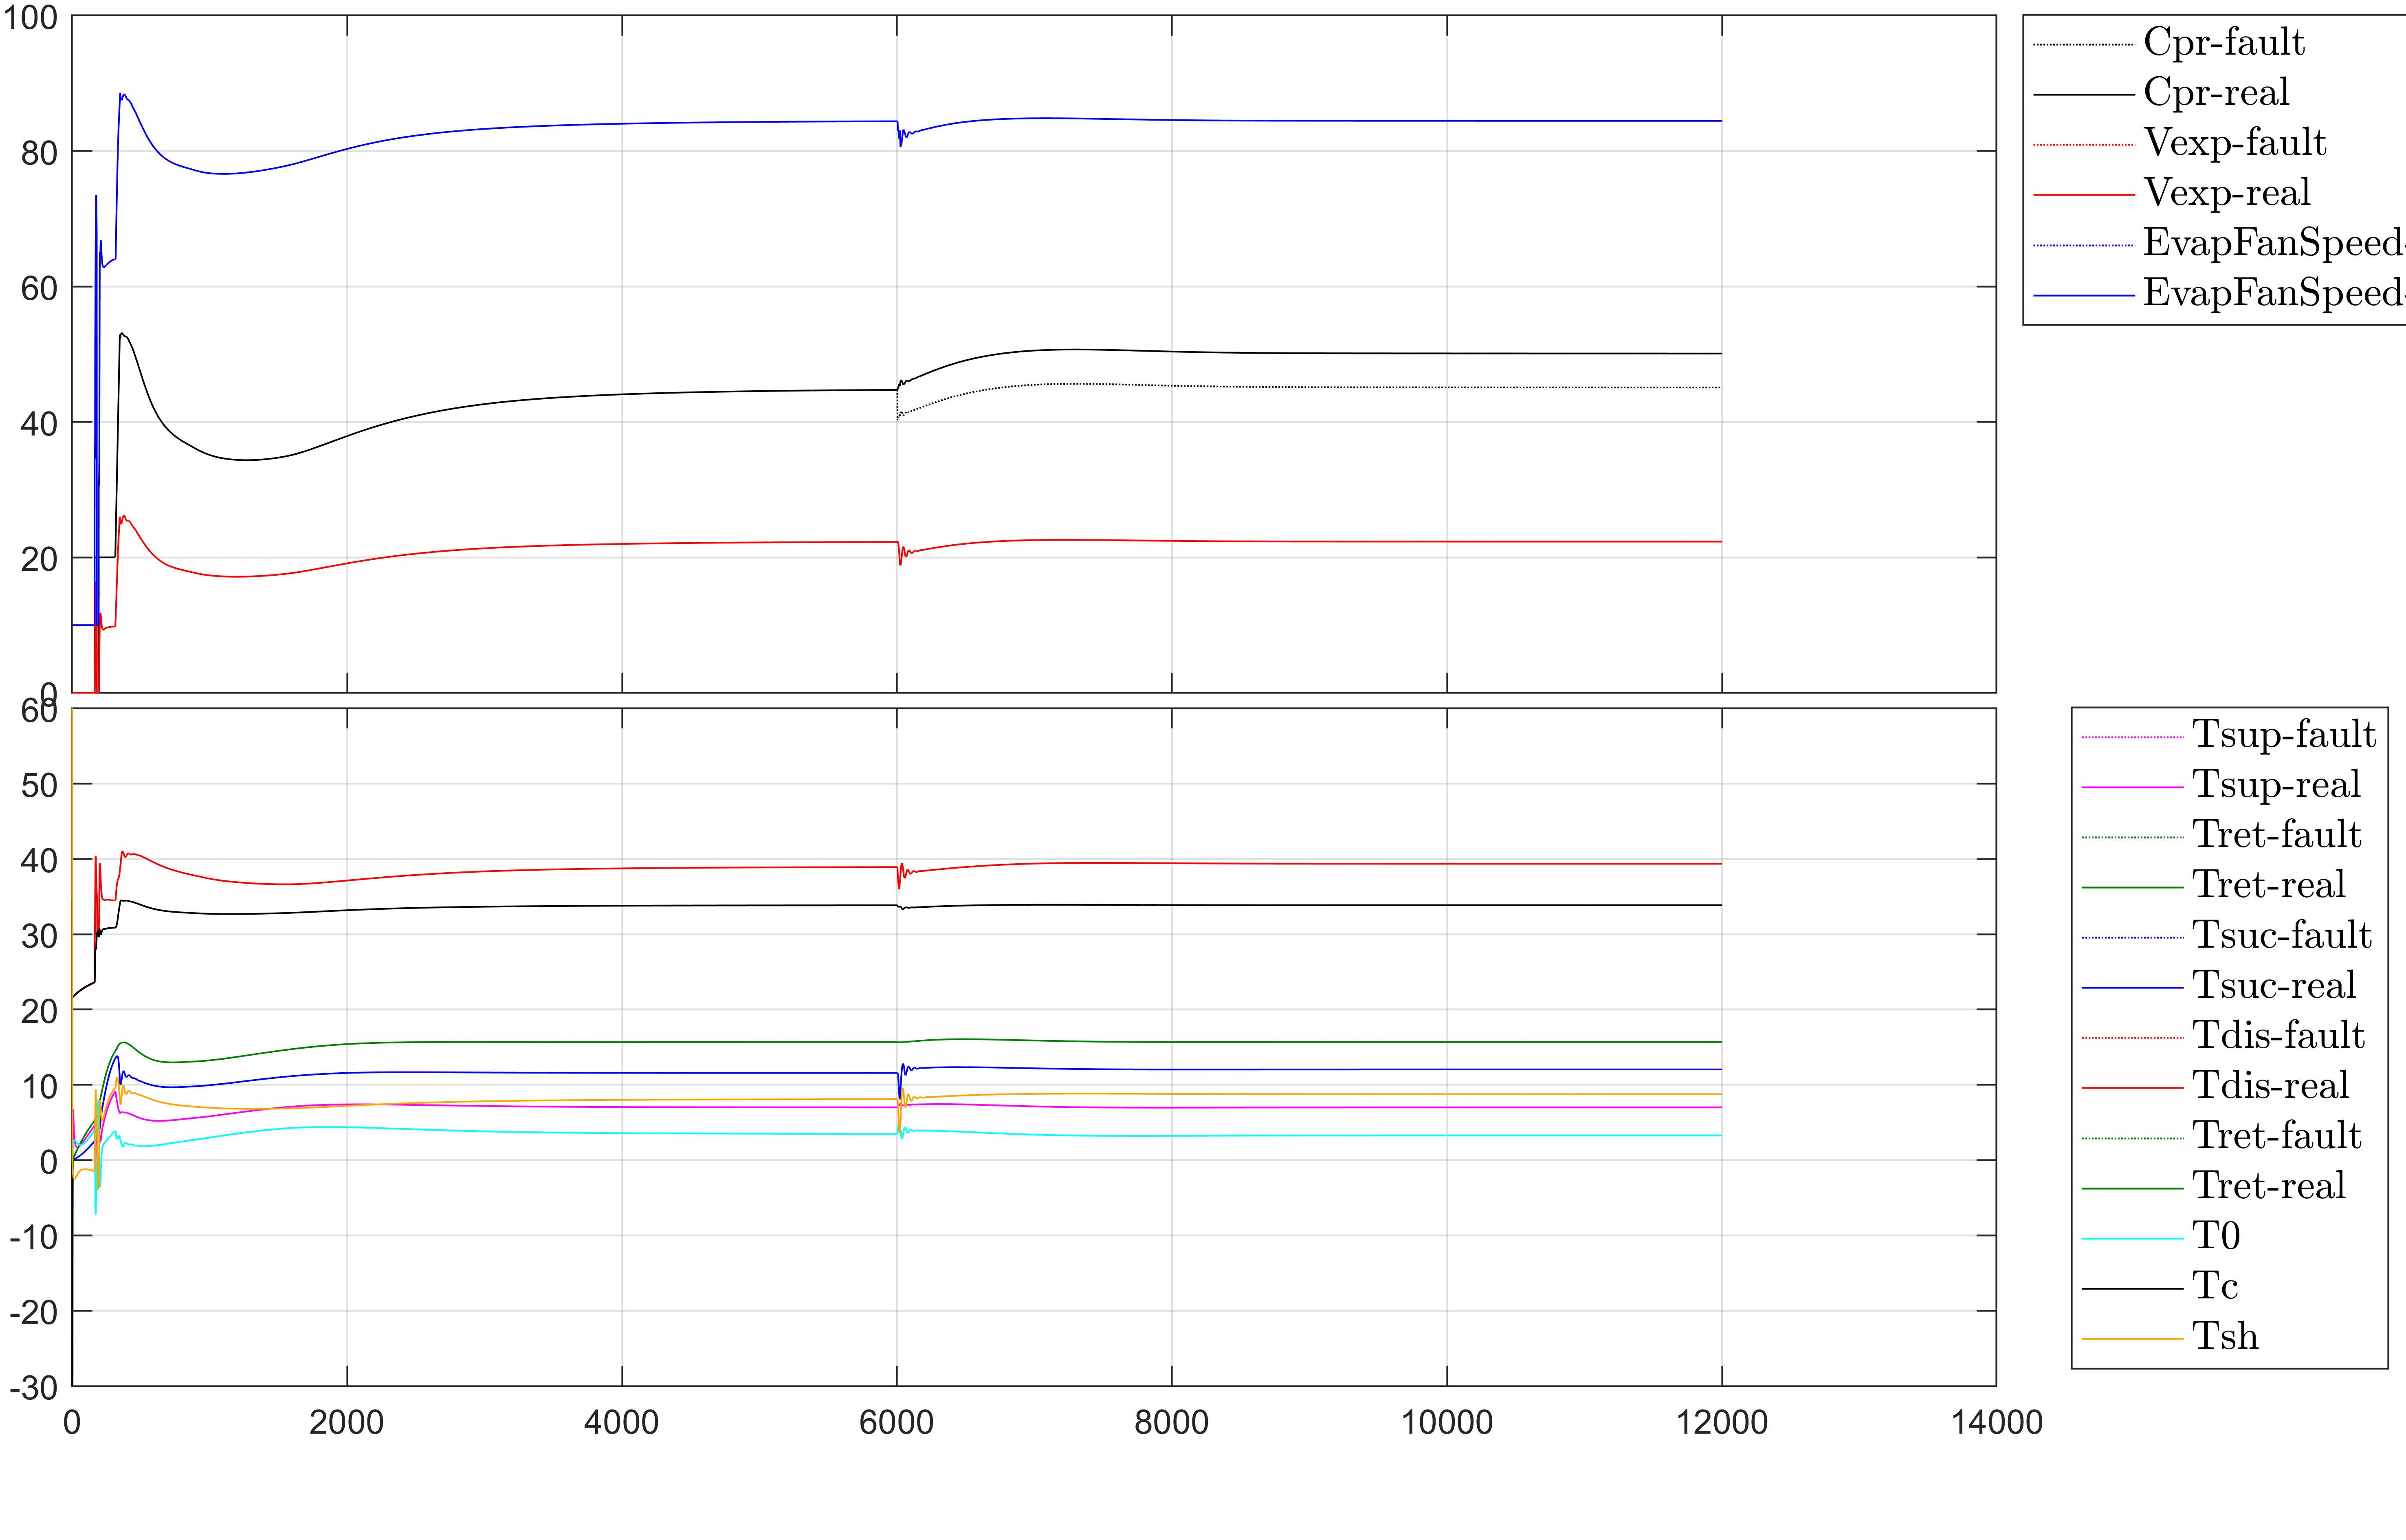 100
80
60
40
20
0
Cpr-fault
Cpr-real
Vexp-fault
Vexp-real
EvapFanSpeed-
EvapFanSpeed-
60
50
40
30
20
10
0
-10
-20
-30
0 2000 4000 6000 8000 10000 12000 14000
Tsup-fault
Tsup-real
Tret-fault
Tret-real
Tsuc-fault
Tsuc-real
Tdis-fault
Tdis-real
Tret-fault
Tret-real
T0
Tc
Tsh